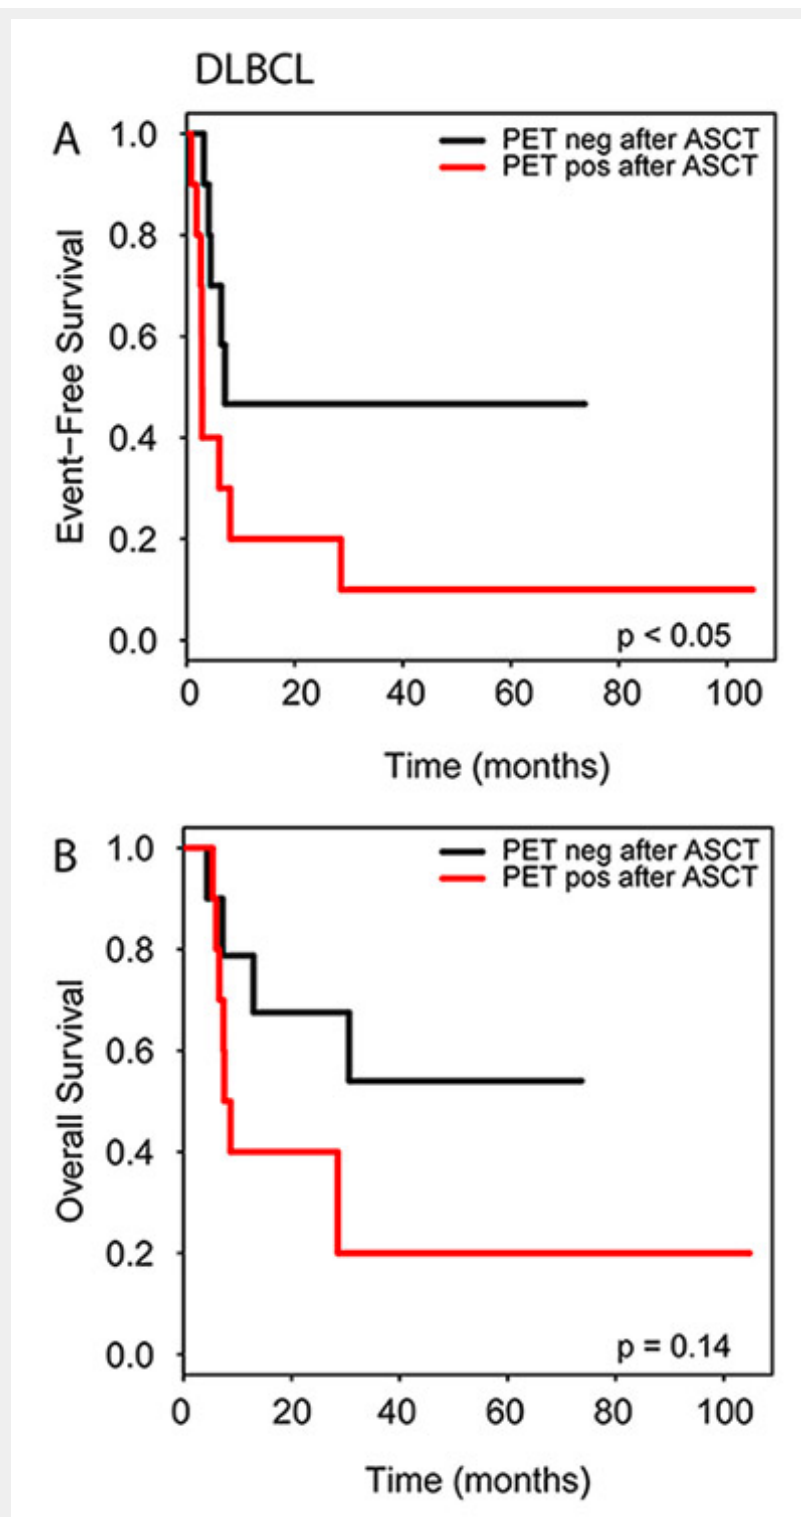 DLBCL
A
PET neg after ASCT
PET pos after ASCT
1.0
0.8
0.6
0.4
0.2
0.0
Event-Free Survival
p < 0.05
0 20 40 60 80 100
Time (months)
B
PET neg after ASCT
PET pos after ASCT
1.0
0.8
0.6
0.4
0.2
0.0
Overall Survival
p = 0.14
0 20 40 60 80 100
Time (months)